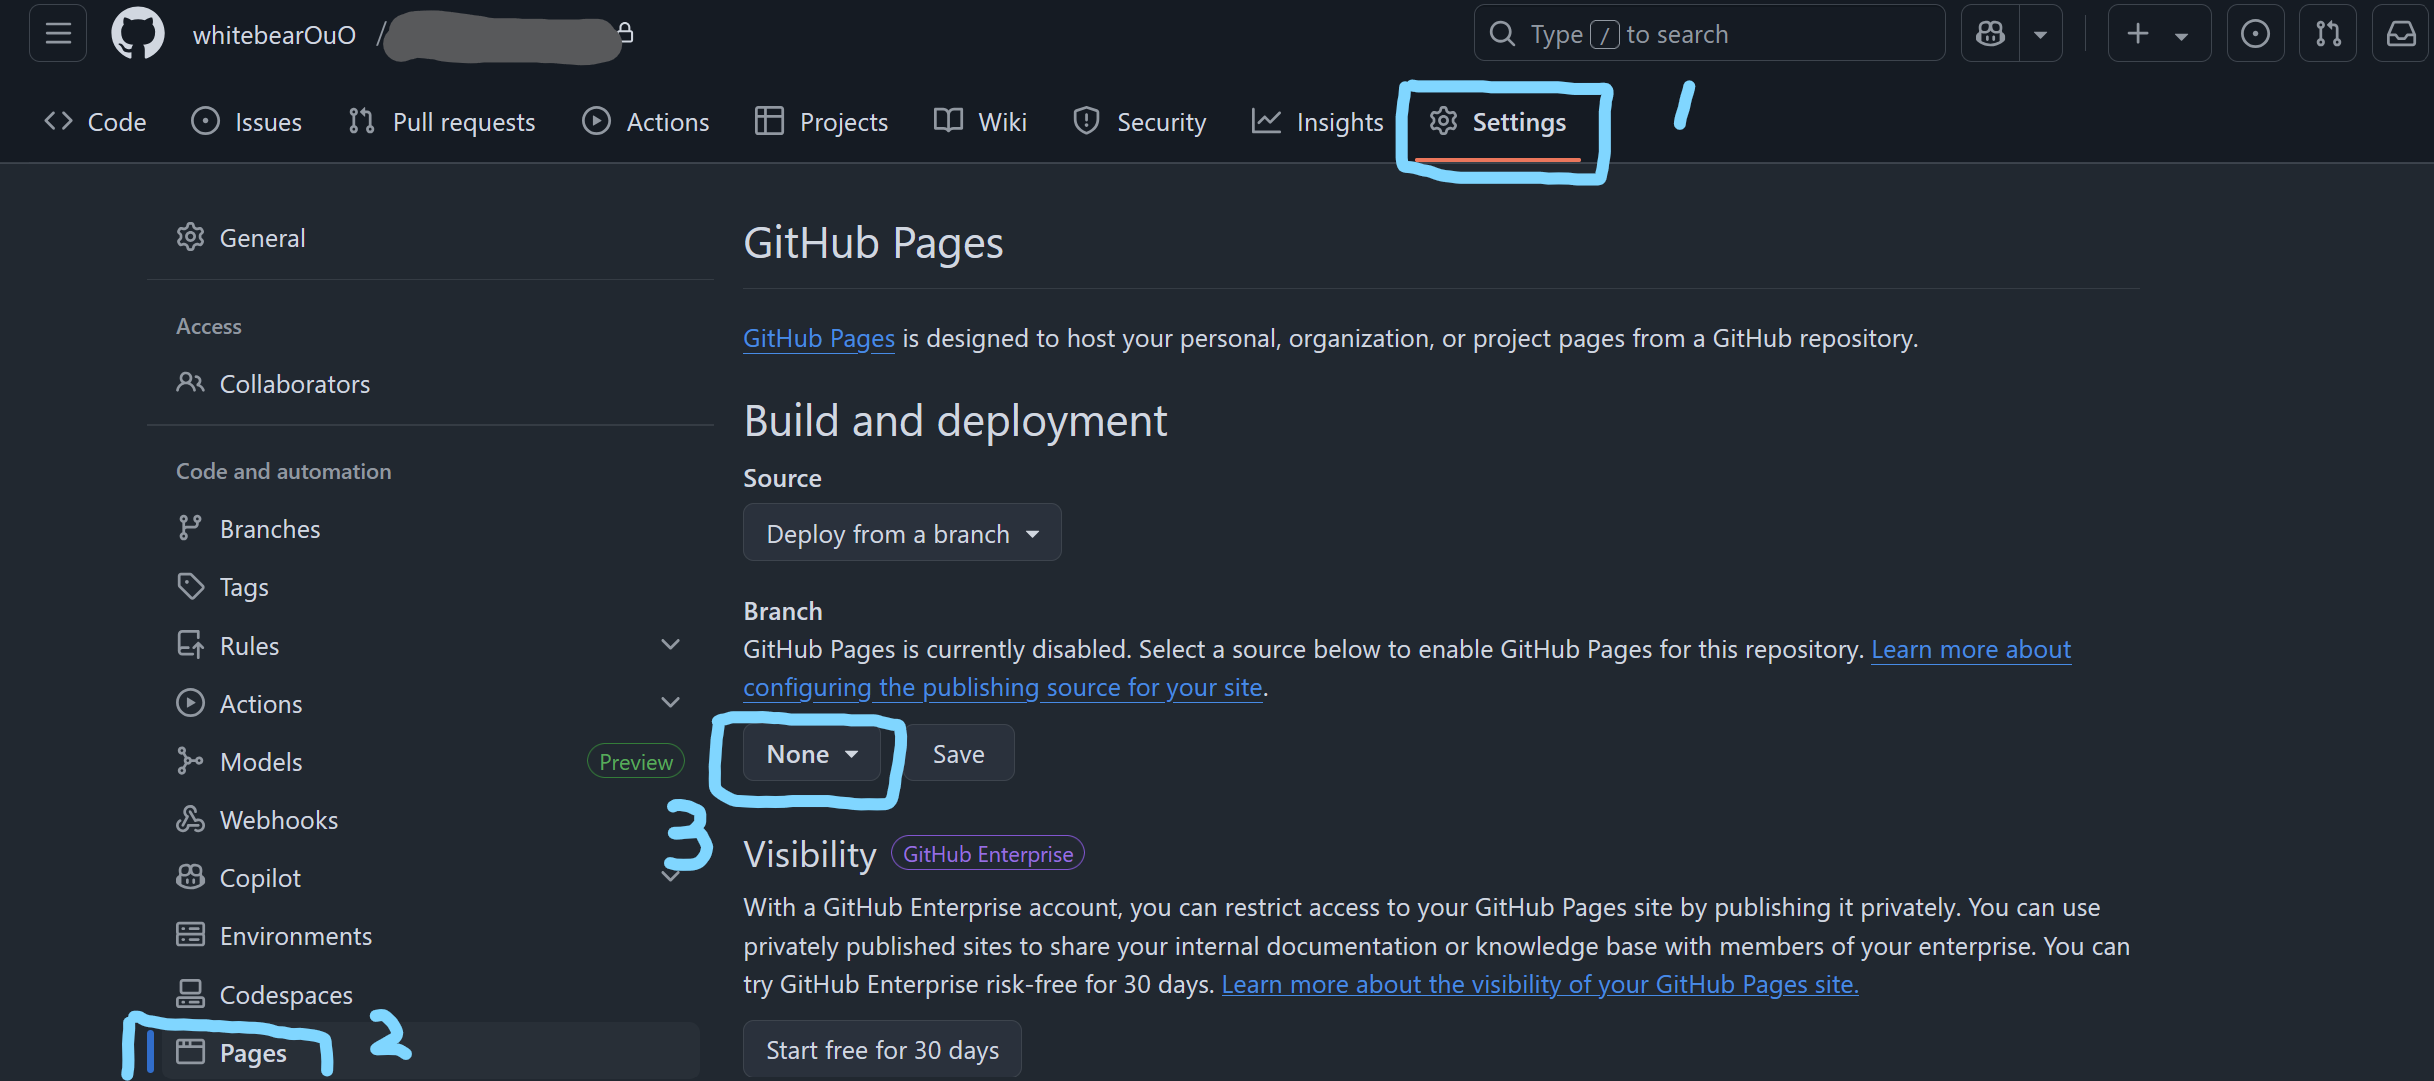 whitebearOuO /
Type / to search
Code Issues Pull requests Actions Projects Wiki Security Insights Settings 1
General
Access
Collaborators
Code and automation
Branches
Tags
Rules
Actions
Models Preview
Webhooks
Copilot
Environments
Codespaces
Pages 2
GitHub Pages
GitHub Pages is designed to host your personal, organization, or project pages from a GitHub repository.
Build and deployment
Source
Deploy from a branch
Branch
GitHub Pages is currently disabled. Select a source below to enable GitHub Pages for this repository. Learn more about
configuring the publishing source for your site.
None Save
3
Visibility GitHub Enterprise
With a GitHub Enterprise account, you can restrict access to your GitHub Pages site by publishing it privately. You can use
privately published sites to share your internal documentation or knowledge base with members of your enterprise. You can
try GitHub Enterprise risk-free for 30 days. Learn more about the visibility of your GitHub Pages site.
Start free for 30 days